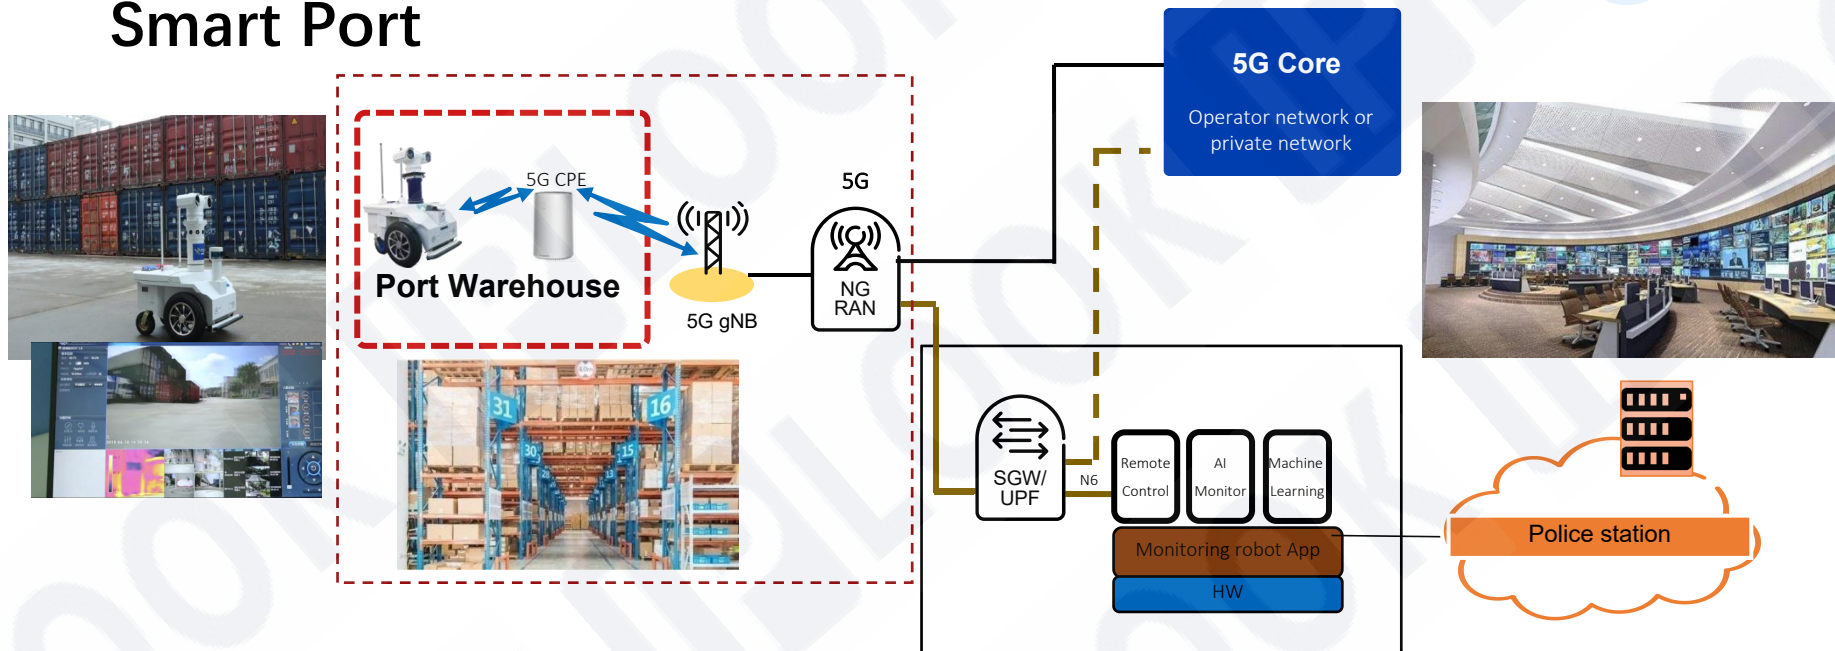 Smart Port
5G Core
Operator network or
private network
5G CPE
Port Warehouse
5G gNB
5G
NG
RAN
31
16
30
15
SGW/
UPF
N6
Remote
Control
AI
Monitor
Machine
Learning
Monitoring robot App
HW
Police station